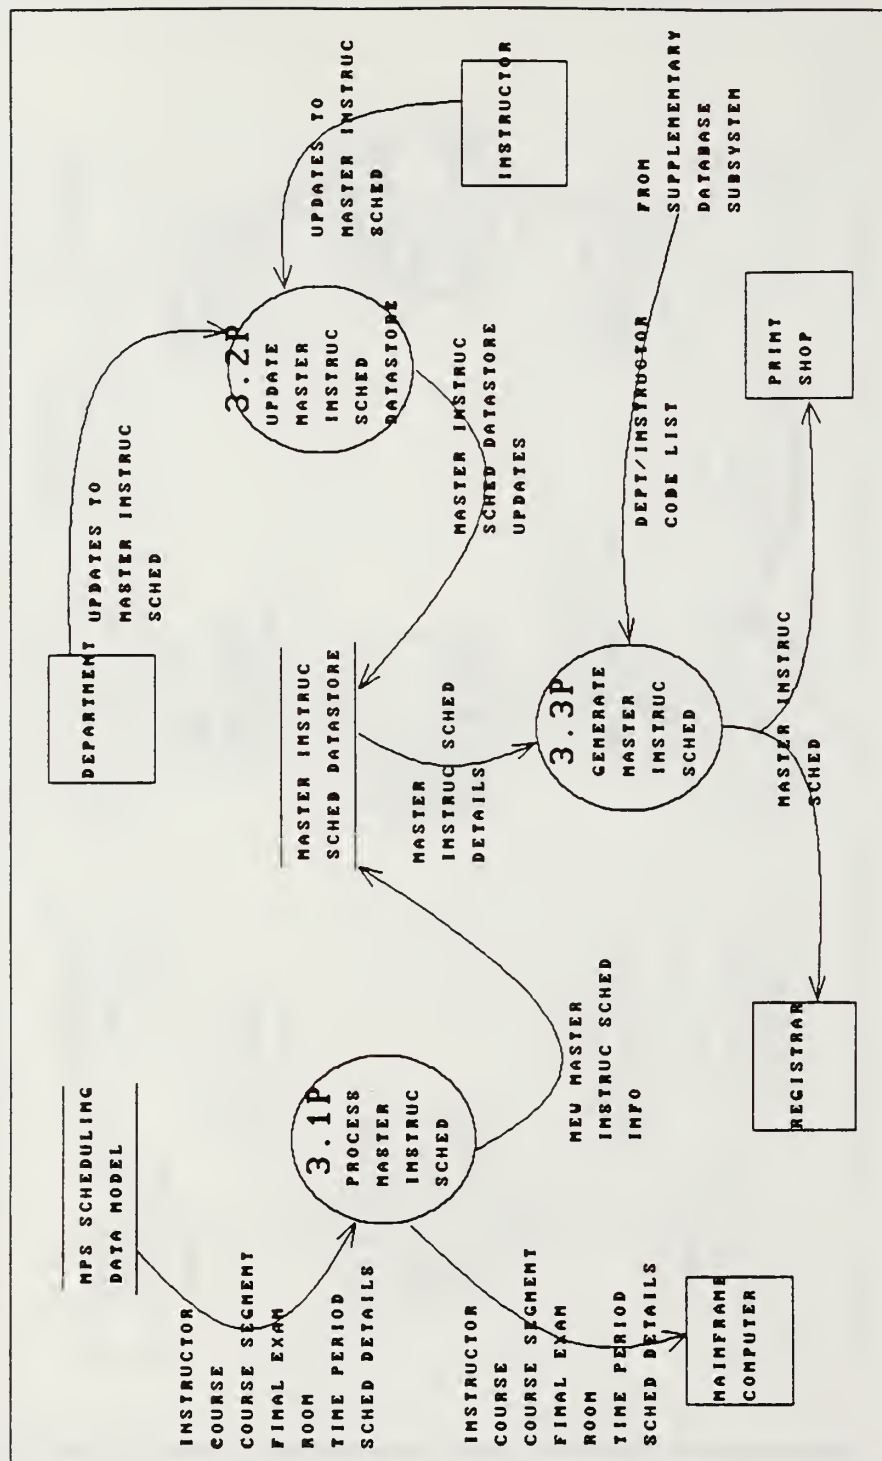 NPS SCHEDULING
DATA MODEL
DEPARTMENT
UPDATES TO
MASTER INSTRUC
SCHED
INSTRUCTOR
COURSE
COURSE SEGMENT
FINAL EXAM
ROOM
TIME PERIOD
SCHED DETAILS
3.1P
PROCESS
MASTER
INSTRUC
SCHED
MASTER INSTRUC
SCHED DATASTORE
3.2P
UPDATE
MASTER
INSTRUC
SCHED
DATASTORE
UPDATES TO
MASTER INSTRUC
SCHED
INSTRUCTOR
INSTRUCTOR
COURSE
COURSE SEGMENT
FINAL EXAM
ROOM
TIME PERIOD
SCHED DETAILS
NEW MASTER
INSTRUC SCHED
INFO
MASTER
INSTRUC SCHED
DETAILS
MASTER INSTRUC
SCHED DATASTORE
UPDATES
MAINFRAME
COMPUTER
3.3P
GENERATE
MASTER
INSTRUC
SCHED
DEPT/INSTRUCTOR
CODE LIST
FROM
SUPPLEMENTARY
DATABASE
SUBSYSTEM
REGISTRAR
MASTER INSTRUC
SCHED
PRINT
SHOP